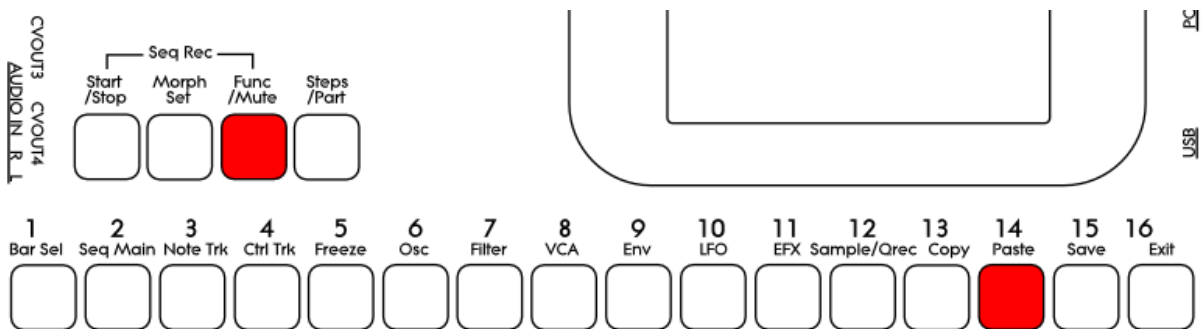 CVOUT3 CVOUT4
AUDIO IN R L
Seq Rec
Start Morph Func Steps
/Stop Set /Mute /Part
PC
USB
1 2 3 4 5 6 7 8 9 10 11 12 13 14 15 16
Bar Sel Seq Main Note Trk Ctrl Trk Freeze Osc Filter VCA Env LFO EFX Sample/Qrec Copy Paste Save Exit